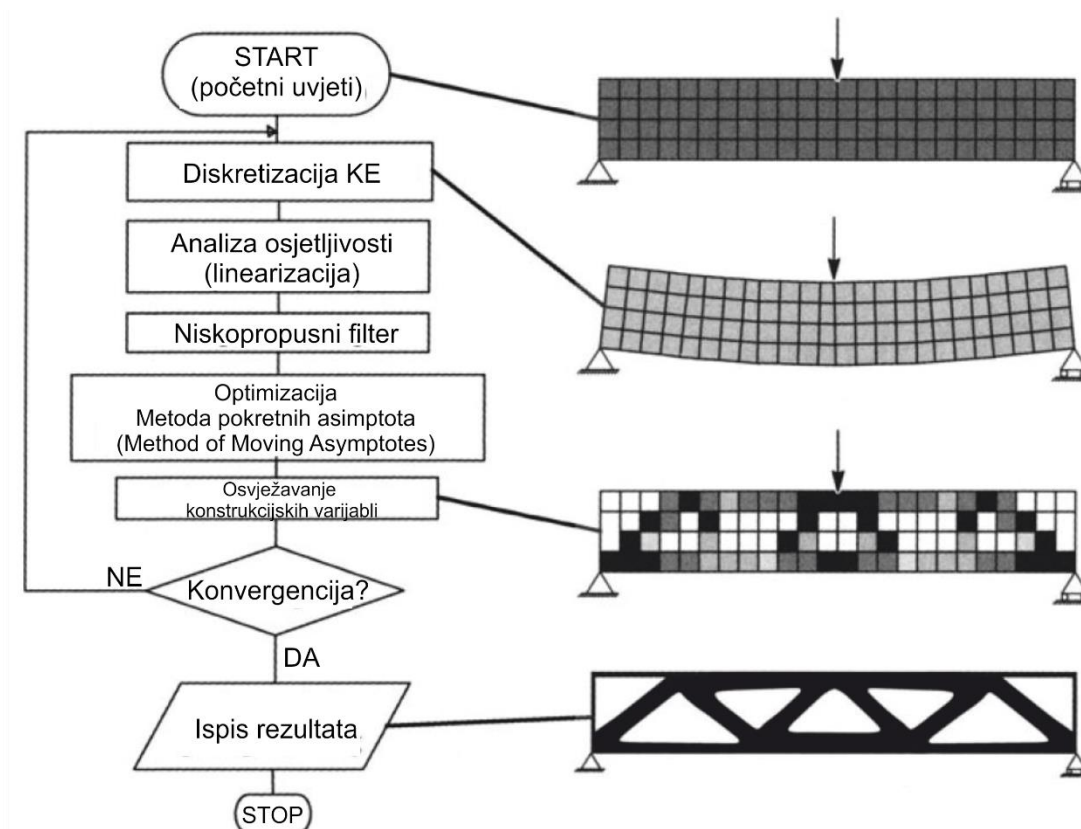 START
(početni uvjeti)
Diskretizacija KE
Analiza osjetljivosti
(linearizacija)
Niskopropusni filter
Optimizacija
Metoda pokretnih asimptota
(Method of Moving Asymptotes)
Osvježavanje
konstrukcijskih varijabli
NE
Konvergencija?
DA
Ispis rezultata
STOP